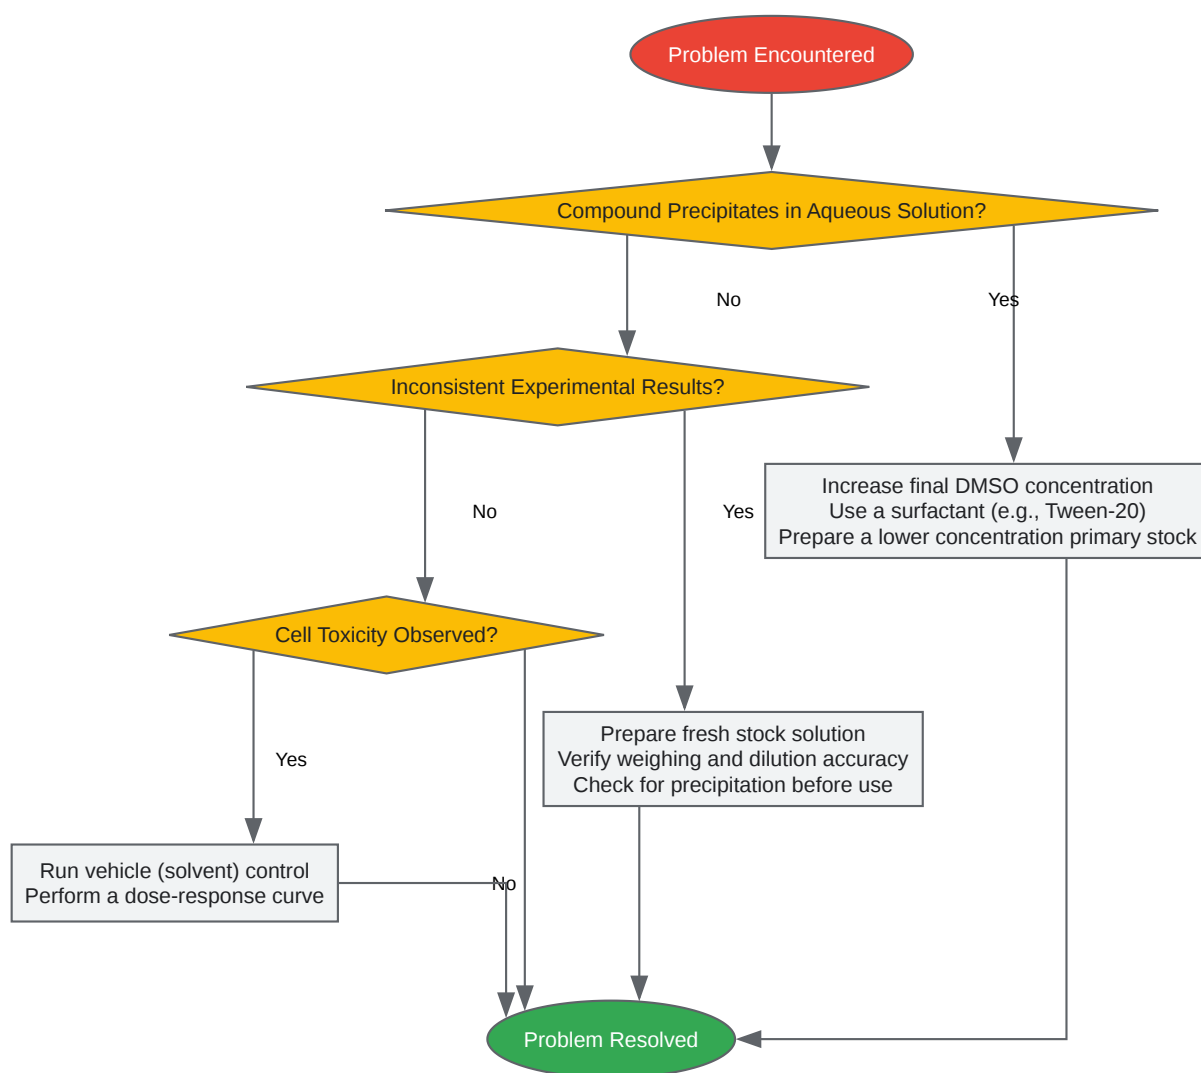 Problem Encountered
Compound Precipitates in Aqueous Solution?
No
Yes
Inconsistent Experimental Results?
Increase final DMSO concentration
Use a surfactant (e.g., Tween-20)
Prepare a lower concentration primary stock
No
Yes
Cell Toxicity Observed?
Prepare fresh stock solution
Verify weighing and dilution accuracy
Check for precipitation before use
Yes
Run vehicle (solvent) control
Perform a dose-response curve
No
Problem Resolved